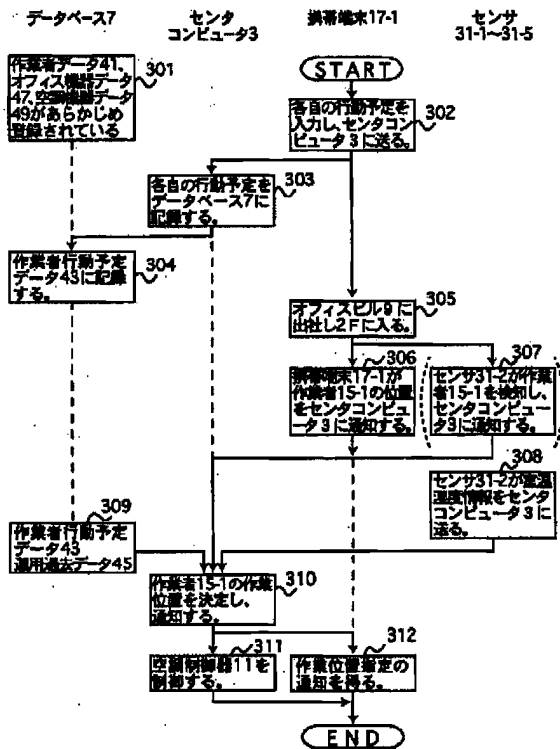 データベース7
センタ
コンピュータ3
携帯端末17-1
センサ
31-1~31-5
301
作業者データ41、
オフィス機器データ
47、空調機器データ
49があらかじめ
登録されている
START
302
各自の行動予定を
入力し、センタコン
ピュータ3に送る。
303
各自の行動予定を
データベース7に
記録する。
304
作業者行動予定
データ43に記録
する。
305
オフィスビル9に
出社し2Fに入る。
306
携帯端末17-1が
作業者15-1の位置
をセンタコンピュー
タ3に通知する。
307
センサ31-2が作業
者15-1を検知し、
センタコンピュー
タ3に通知する。
308
センサ31-2が室温
湿度情報をセンタ
コンピュータ3に
送る。
309
作業者行動予定
データ43
運用過去データ45
310
作業者15-1の作業
位置を決定し、
通知する。
311
空調制御器11を
制御する。
312
作業位置指定の
通知を得る。
END